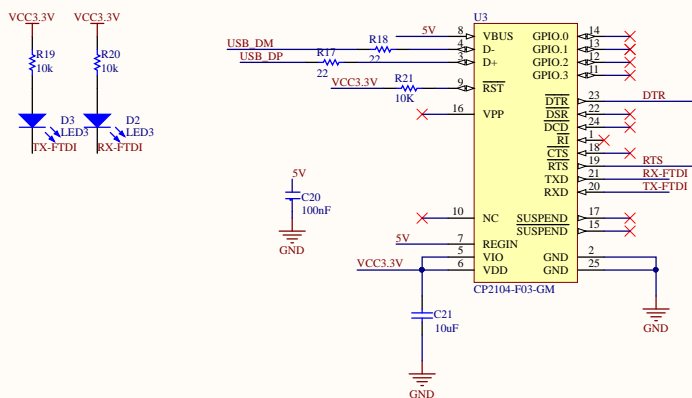 VCC3.3V VCC3.3V
R19
10k
R20
10k
D3
LED3
D2
LED3
TX-FTDI RX-FTDI
5V
C20
100nF
GND
USB_DM
USB_DP
R18
22
R17
22
VCC3.3V
R21
10K
5V
5V
VCC3.3V
C21
10uF
GND
U3
8 VBUS GPIO.0 14
4 D- GPIO.1 13
3 D+ GPIO.2 12
GPIO.3 11
9 RST
DTR 23 DTR
16 VPP DSR 22
DCD 24
RI 1
CTS 18
RTS 19 RTS
TXD 21 RX-FTDI
RXD 20 TX-FTDI
10 NC SUSPEND 17
SUSPEND 15
7 REGIN
5 VIO GND 2
6 VDD GND 25
CP2104-F03-GM
GND